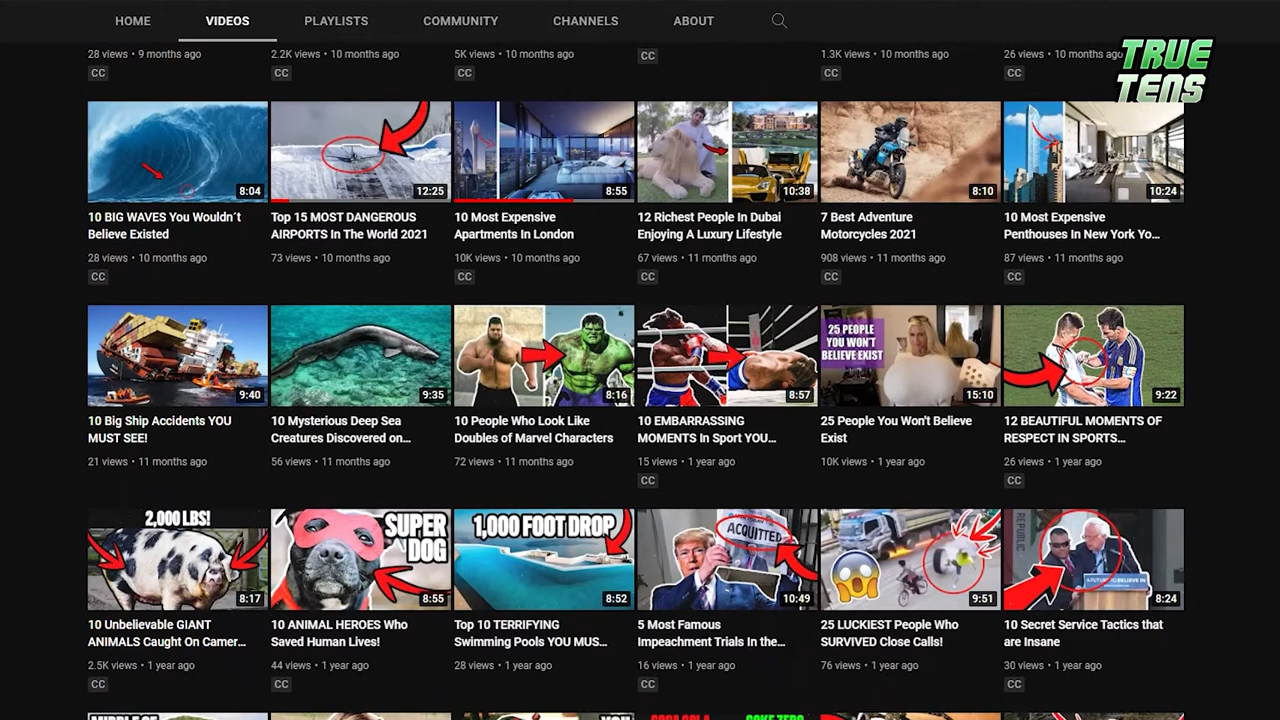 HOME
VIDEOS
PLAYLISTS
COMMUNITY
CHANNELS
ABOUT
TRUE
TENS
28 views • 9 months ago
CC
2.2K views • 10 months ago
CC
5K views • 10 months ago
CC
CC
1.3K views • 10 months ago
CC
26 views • 10 months ago
CC
8:04
10 BIG WAVES You Wouldn´t
Believe Existed
28 views • 10 months ago
CC
12:25
Top 15 MOST DANGEROUS
AIRPORTS In The World 2021
73 views • 10 months ago
8:55
10 Most Expensive
Apartments In London
10K views • 10 months ago
CC
10:38
12 Richest People In Dubai
Enjoying A Luxury Lifestyle
67 views • 11 months ago
CC
8:10
7 Best Adventure
Motorcycles 2021
908 views • 11 months ago
CC
10:24
10 Most Expensive
Penthouses In New York Yo...
87 views • 11 months ago
CC
9:40
10 Big Ship Accidents YOU
MUST SEE!
21 views • 11 months ago
9:35
10 Mysterious Deep Sea
Creatures Discovered on...
56 views • 11 months ago
8:16
10 People Who Look Like
Doubles of Marvel Characters
72 views • 11 months ago
8:57
10 EMBARRASSING
MOMENTS In Sport YOU...
15 views • 1 year ago
CC
25 PEOPLE
YOU WON'T
BELIEVE EXIST
15:10
25 People You Won't Believe
Exist
10K views • 1 year ago
9:22
12 BEAUTIFUL MOMENTS OF
RESPECT IN SPORTS...
26 views • 1 year ago
CC
2,000 LBS!
8:17
10 Unbelievable GIANT
ANIMALS Caught On Camer...
2.5K views • 1 year ago
CC
SUPER
DOG
8:55
10 ANIMAL HEROES Who
Saved Human Lives!
44 views • 1 year ago
CC
1,000 FOOT DROP
8:52
Top 10 TERRIFYING
Swimming Pools YOU MUS...
28 views • 1 year ago
ACQUITTED
10:49
5 Most Famous
Impeachment Trials In the...
16 views • 1 year ago
CC
9:51
25 LUCKIEST People Who
SURVIVED Close Calls!
76 views • 1 year ago
REPUBLIC
A FUTURE TO BELIEVE IN
8:24
10 Secret Service Tactics that
are Insane
30 views • 1 year ago
CC
COCA COLA
COKE ZERO